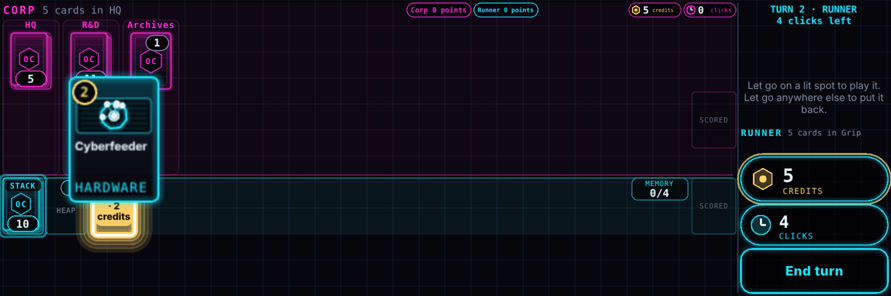 CORP 5 cards in HQ
Corp 0 points
Runner 0 points
5 credits
0 clicks
TURN 2 · RUNNER
4 clicks left
HQ
R&D
Archives
OC
5
OC
1
OC
2
Cyberfeeder
HARDWARE
SCORED
Let go on a lit spot to play it.
Let go anywhere else to put it
back.
RUNNER 5 cards in Grip
STACK
OC
10
HEAP
· 2
credits
MEMORY
0/4
SCORED
5
CREDITS
4
CLICKS
End turn